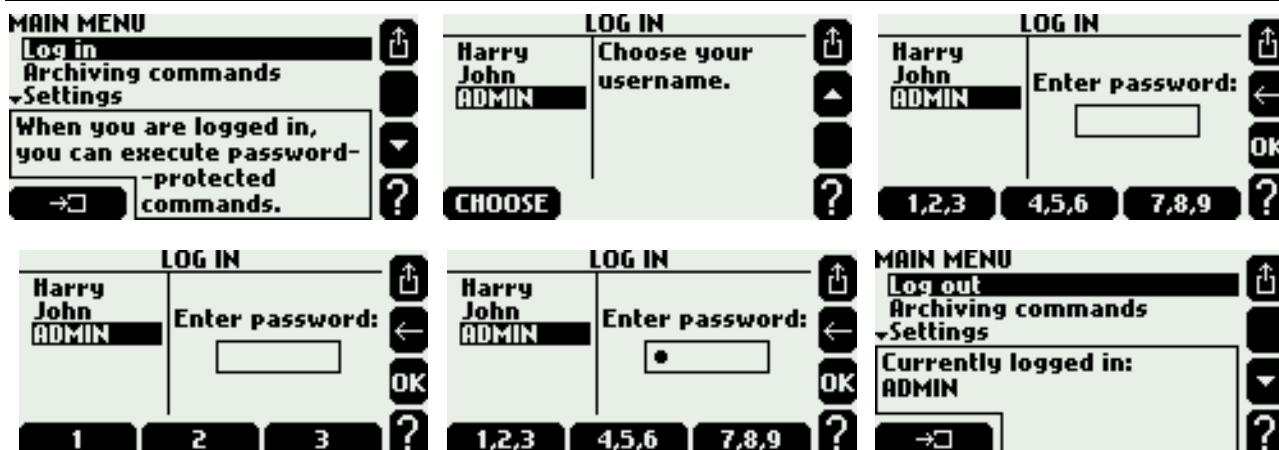 MAIN MENU
Log in
Archiving commands
Settings
When you are logged in,
you can execute password-
-protected
commands.
?
LOG IN
Harry
John
ADMIN
Choose your
username.
CHOOSE
?
LOG IN
Harry
John
ADMIN
Enter password:
OK
1,2,3 4,5,6 7,8,9 ?
LOG IN
Harry
John
ADMIN
Enter password:
OK
1 2 3 ?
LOG IN
Harry
John
ADMIN
Enter password:
OK
1,2,3 4,5,6 7,8,9 ?
MAIN MENU
Log out
Archiving commands
Settings
Currently logged in:
ADMIN
?